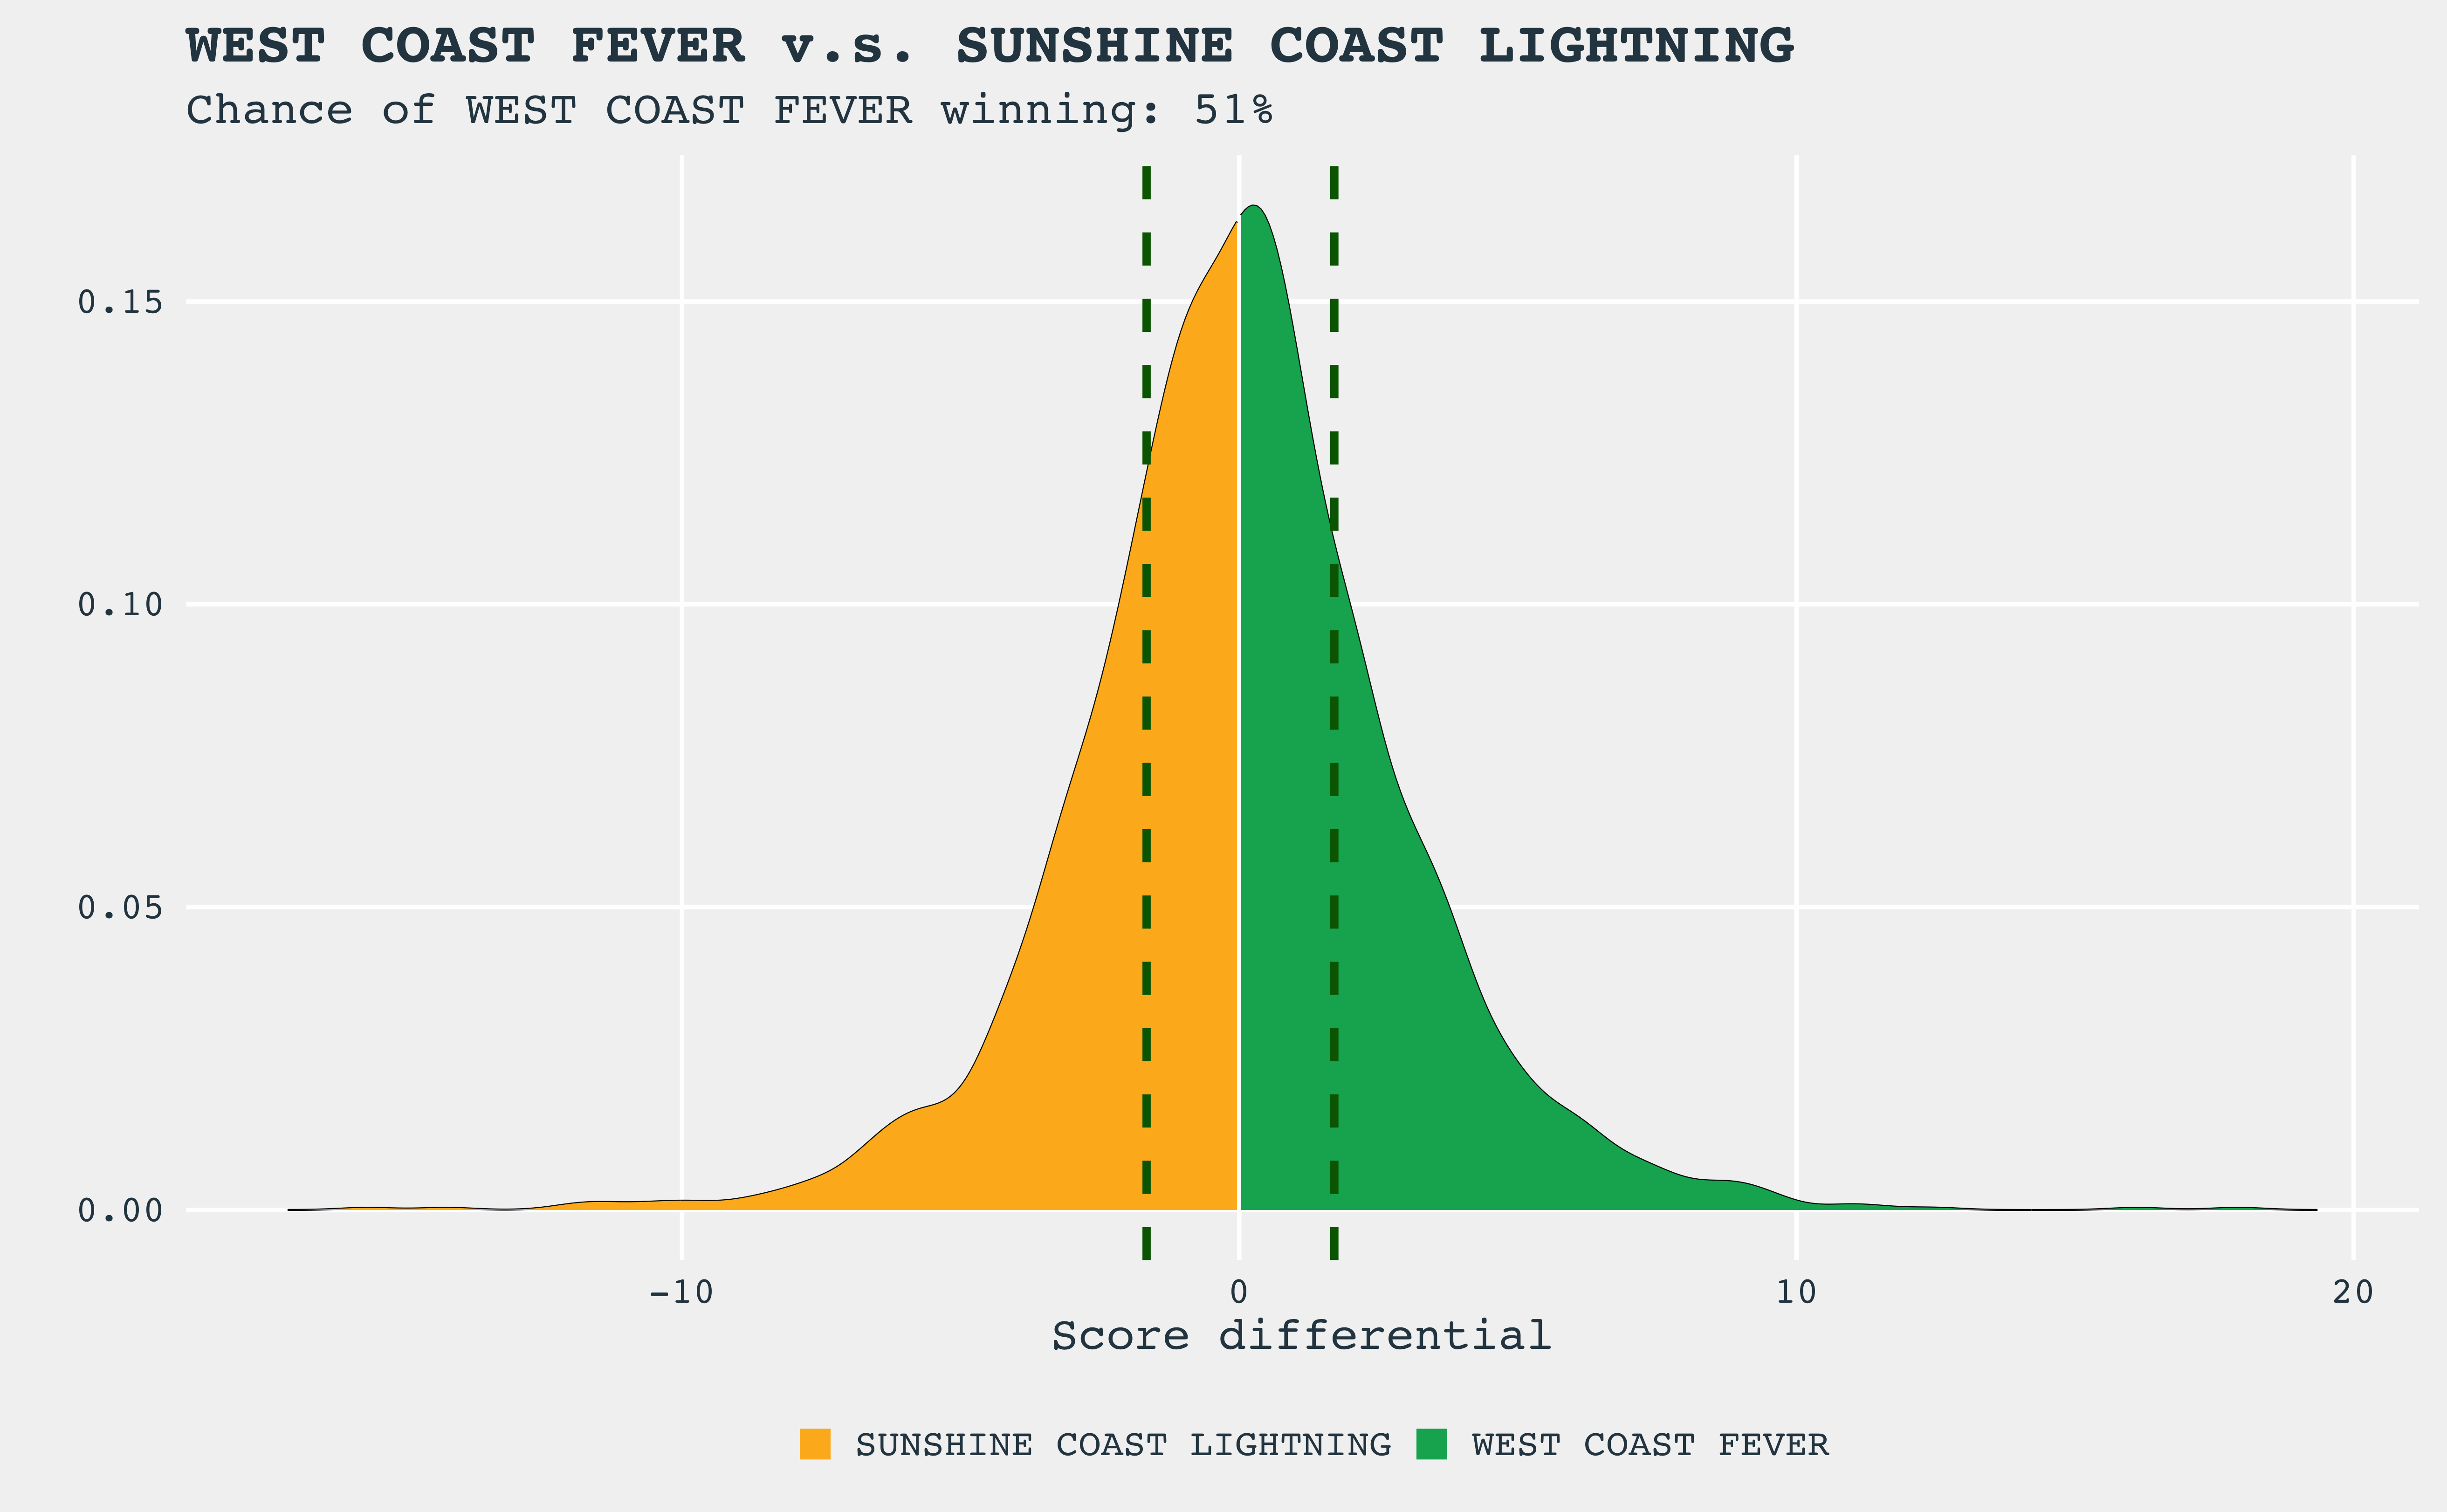 WEST COAST FEVER v.s. SUNSHINE COAST LIGHTNING
Chance of WEST COAST FEVER winning: 51%
0.15
0.10
0.05
0.00
-10 0 10 20
Score differential
SUNSHINE COAST LIGHTNING WEST COAST FEVER